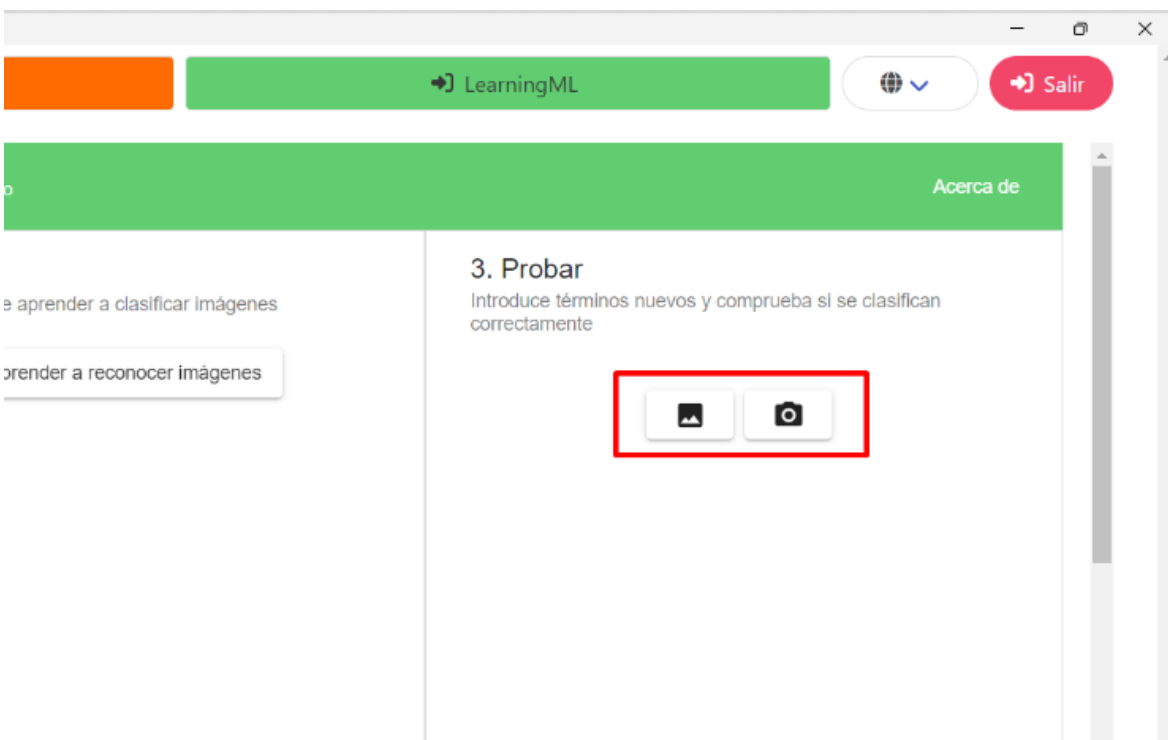 LearningML
Salir
Acerca de
3. Probar
Introduce términos nuevos y comprueba si se clasifican
correctamente
e aprender a clasificar imágenes
prender a reconocer imágenes